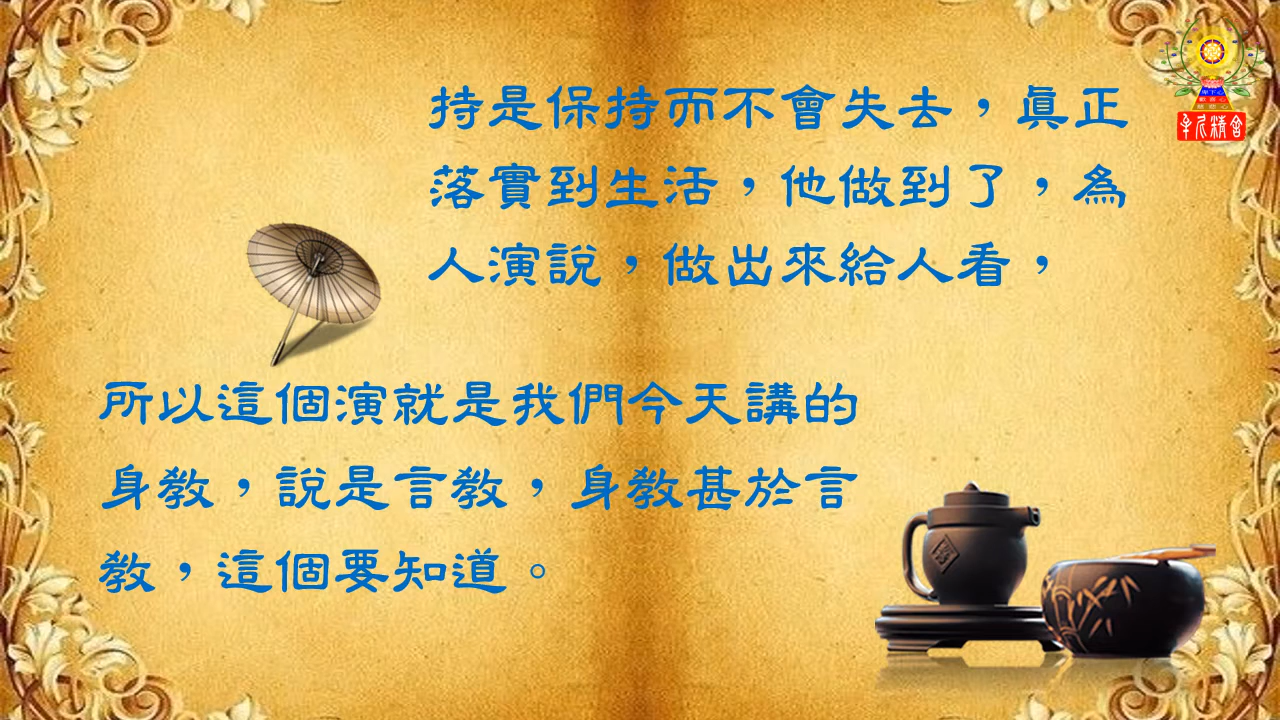 持是保持而不會失去，真正
落實到生活，他做到了，為
人演說，做出來給人看，
所以這個演就是我們今天講的
身教，說是言教，身教甚於言
教，這個要知道。